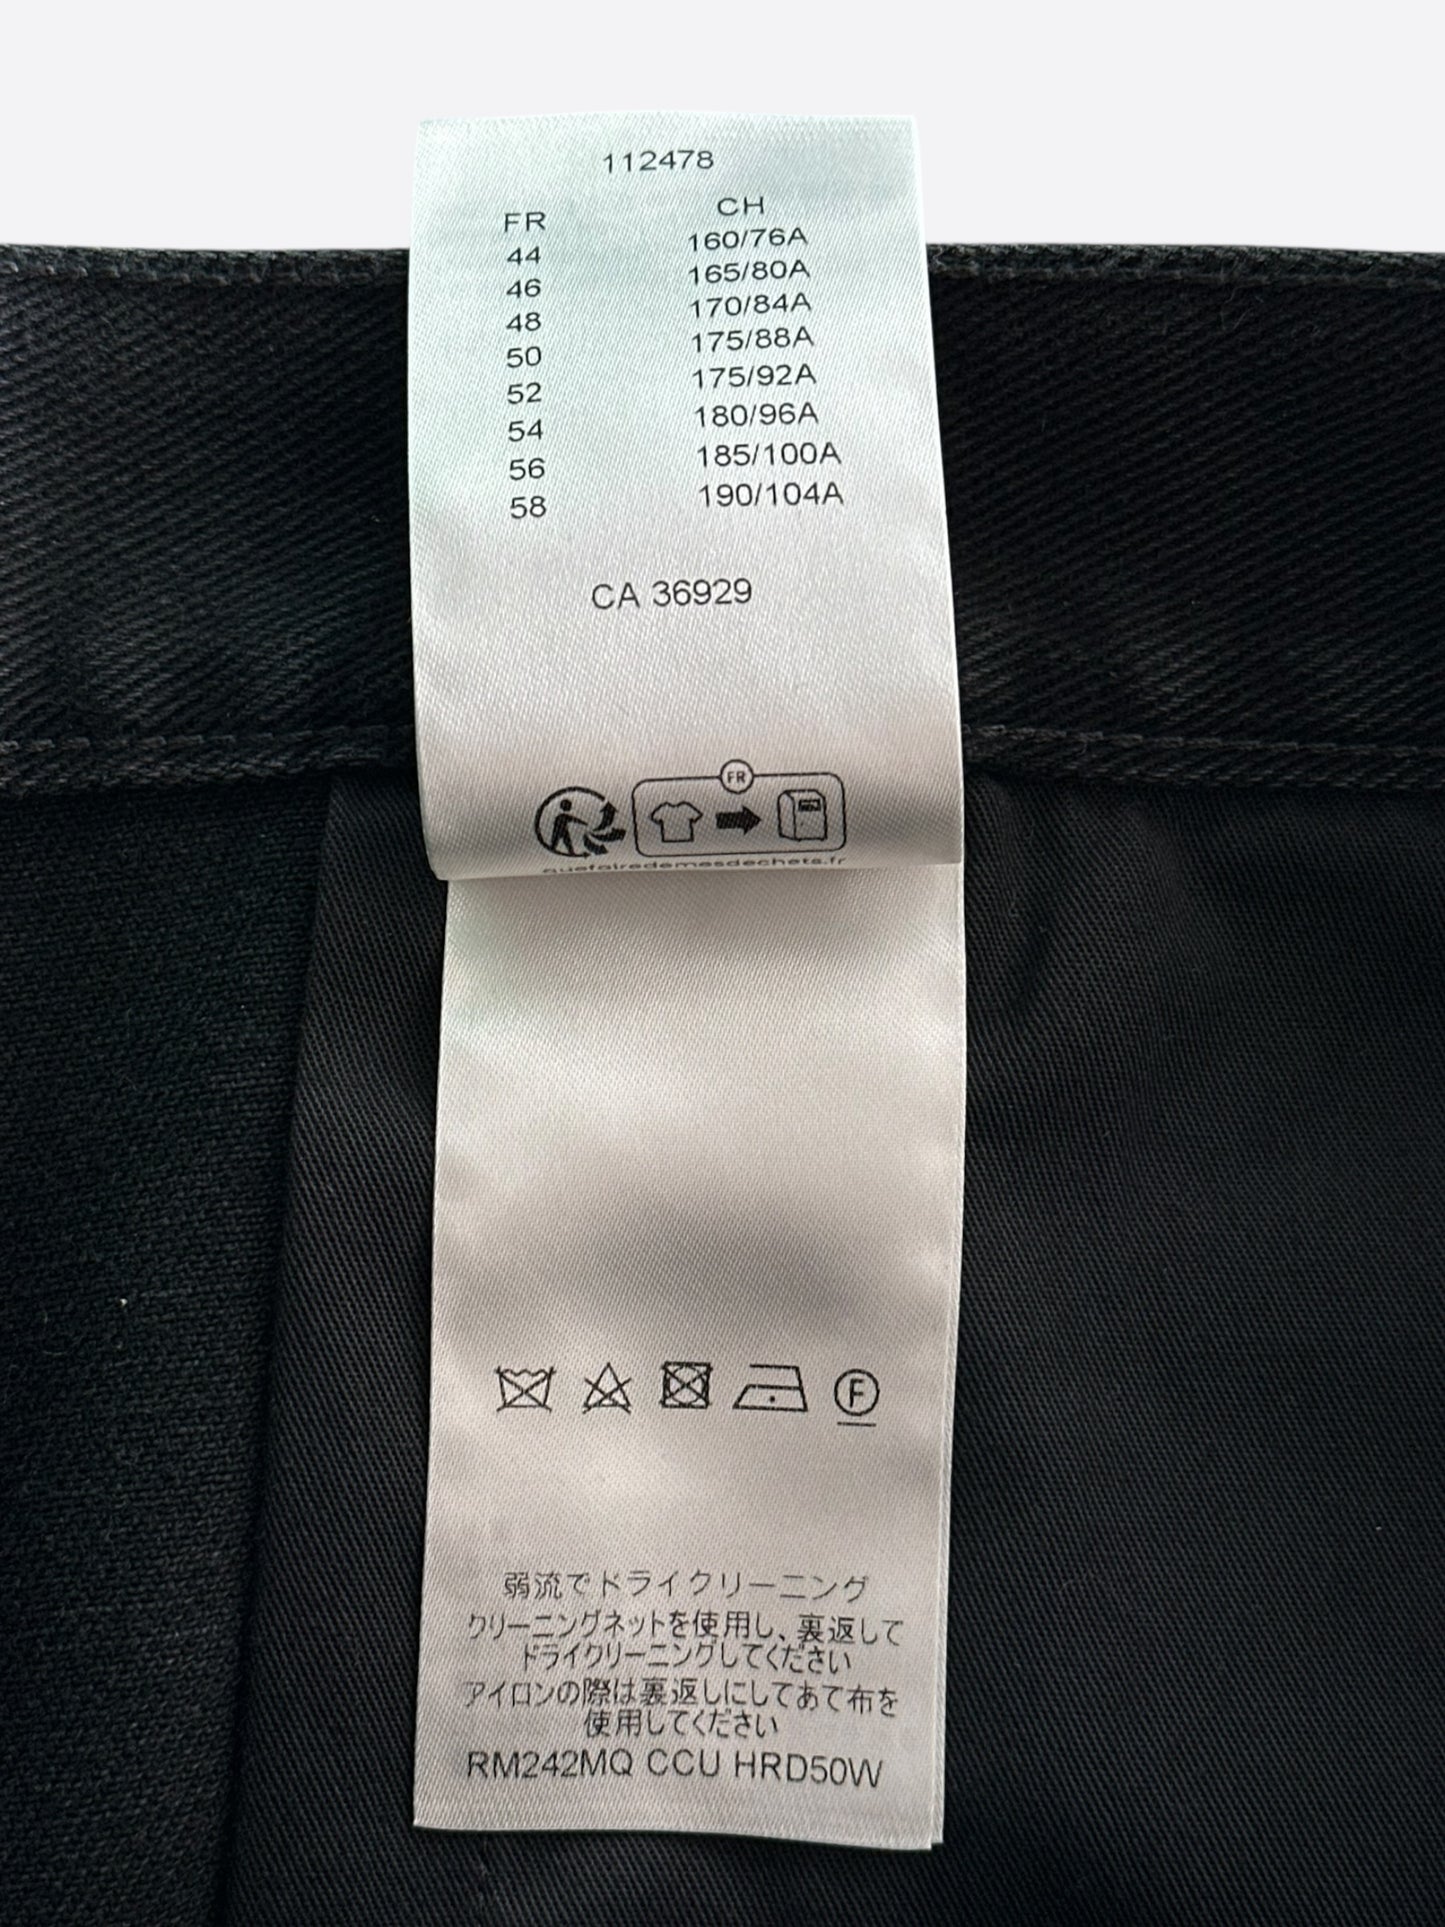 112478
FR CH
44 160/76A
46 165/80A
48 170/84A
50 175/88A
52 175/92A
54 180/96A
56 185/100A
58 190/104A
CA 36929
FR
quefairedemesdechets.fr
F
弱流でドライクリーニング
クリーニングネットを使用し、裏返して
ドライクリーニングしてください
アイロンの際は裏返しにしてあて布を
使用してください
RM242MQ CCU HRD50W